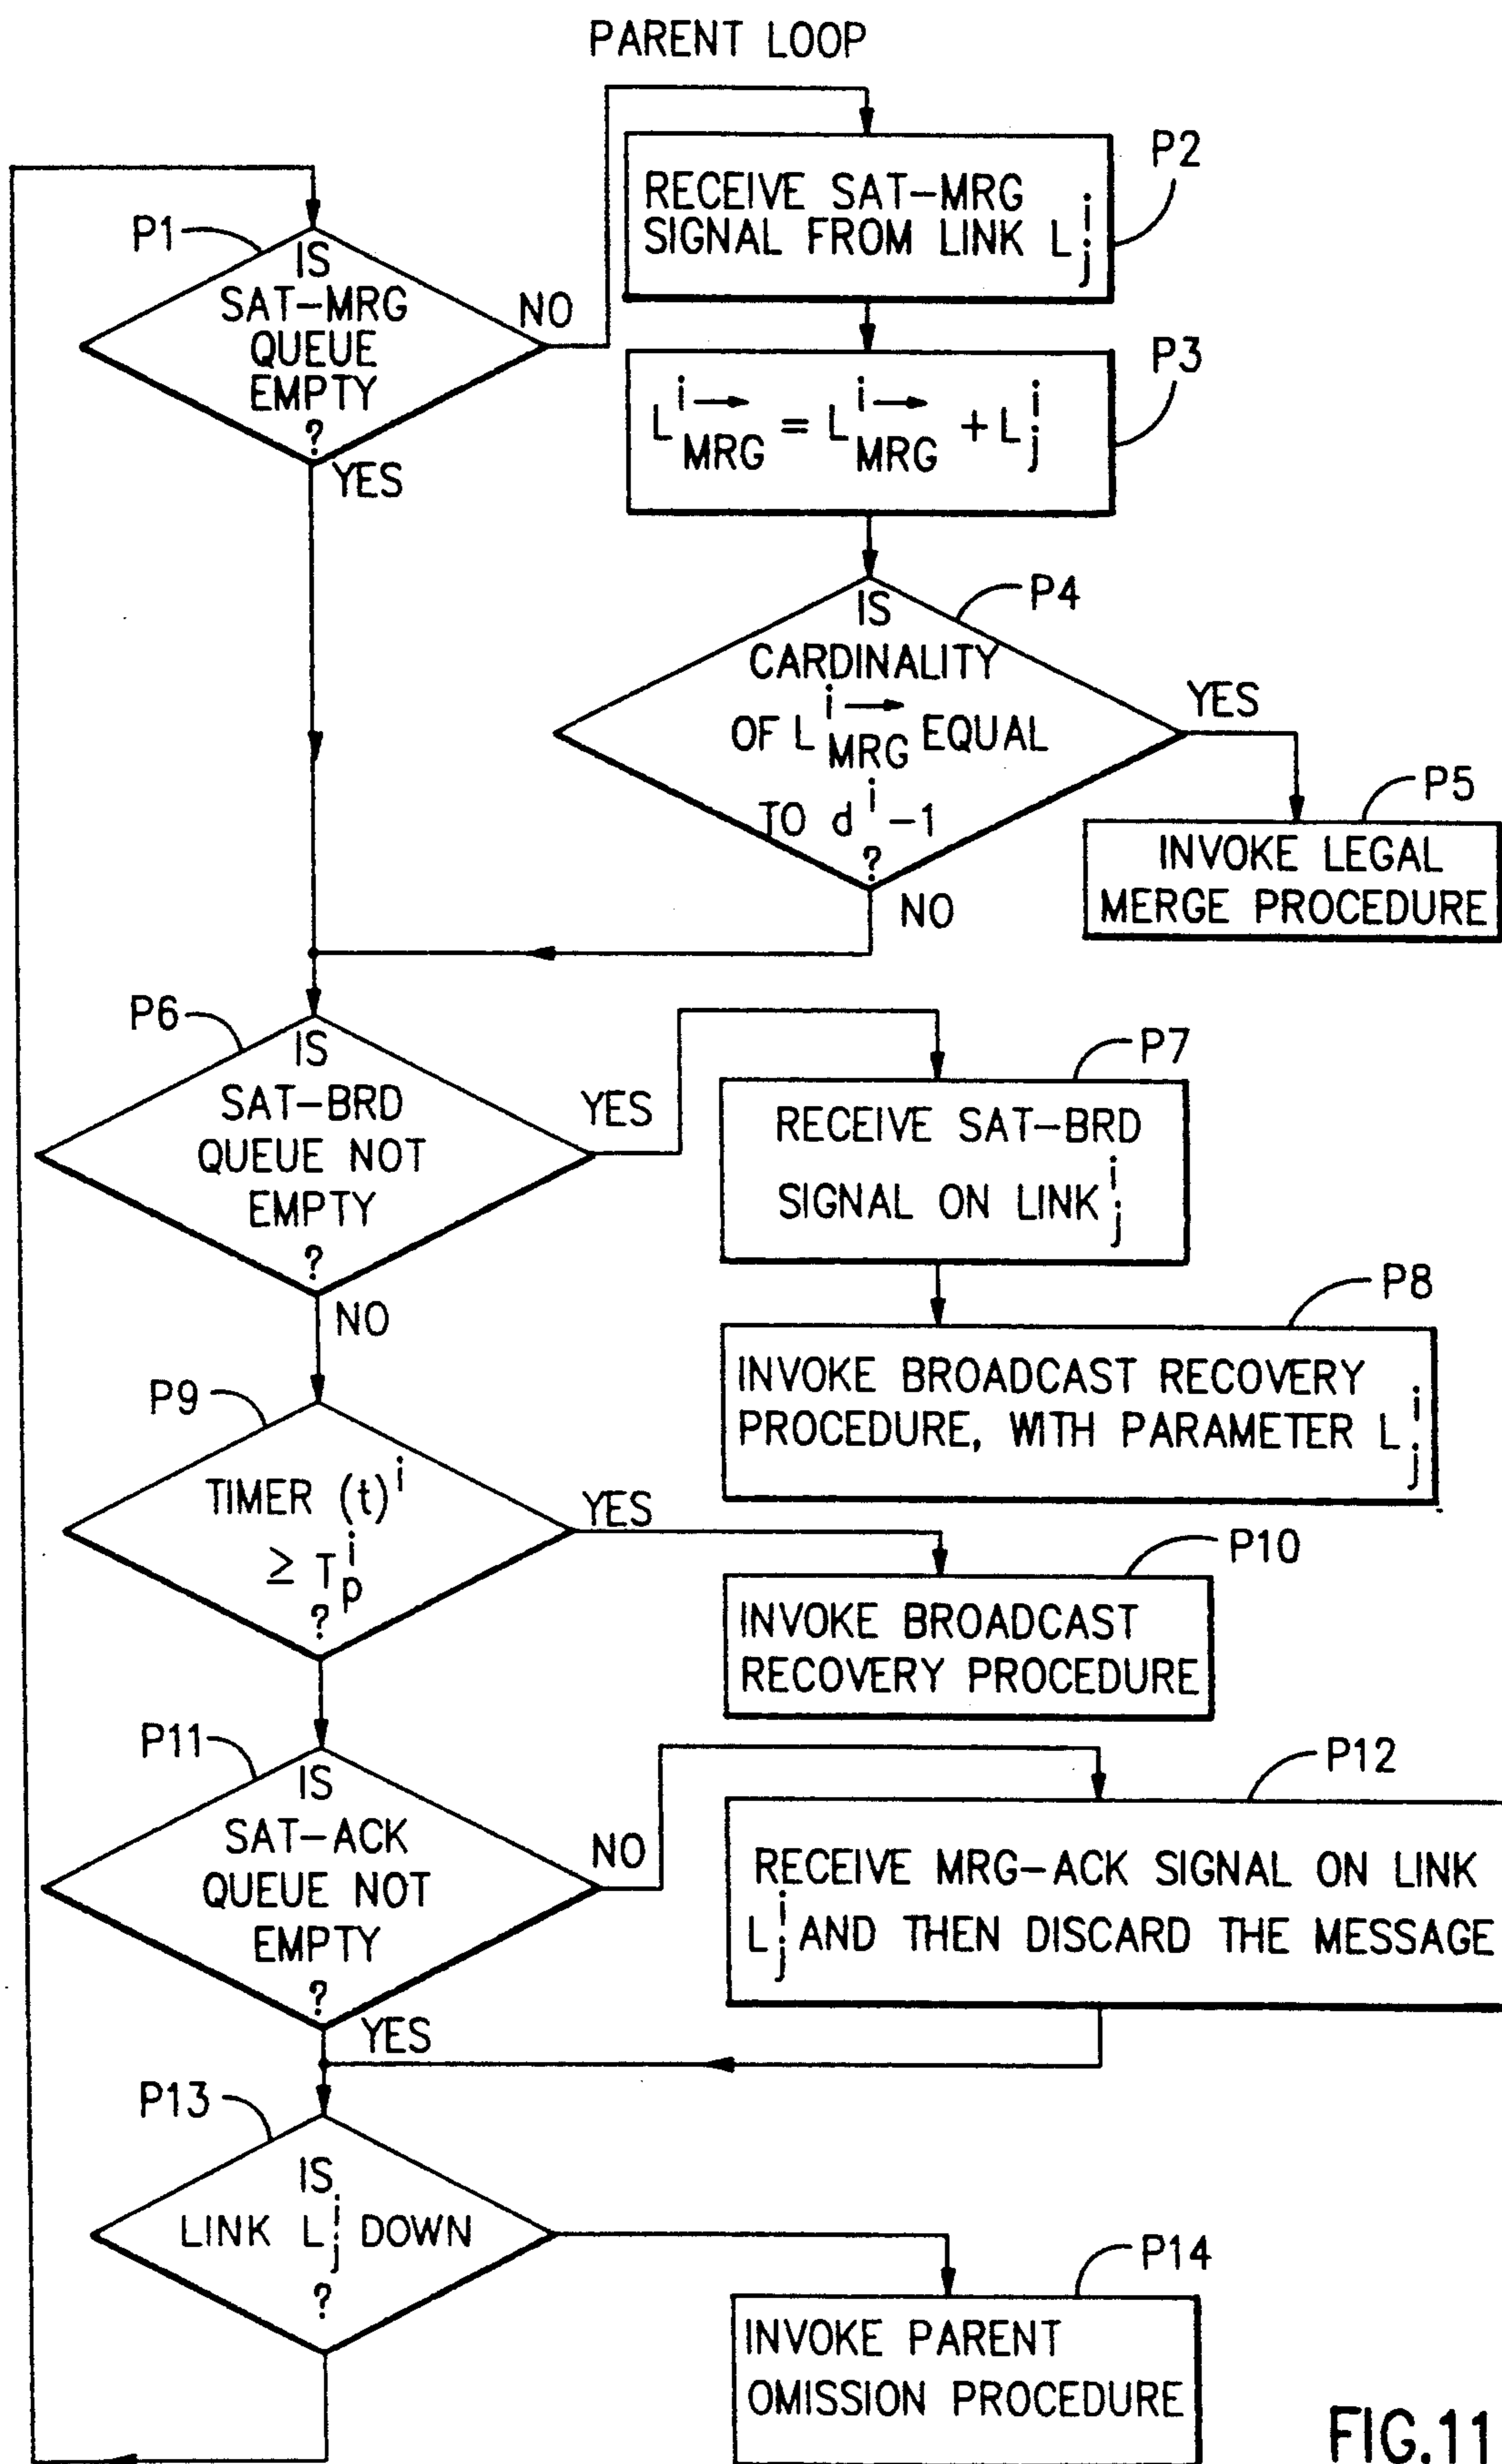 PARENT LOOP
P1
IS
SAT-MRG
QUEUE
EMPTY
?
NO
YES
P2
RECEIVE SAT-MRG
SIGNAL FROM LINK L^i_j
P3
L^i→_MRG = L^i→_MRG + L^i_j
P4
IS
CARDINALITY
OF L^i→_MRG EQUAL
TO d^i -1
?
YES
NO
P5
INVOKE LEGAL
MERGE PROCEDURE
P6
IS
SAT-BRD
QUEUE NOT
EMPTY
?
YES
NO
P7
RECEIVE SAT-BRD
SIGNAL ON LINK^i_j
P8
INVOKE BROADCAST RECOVERY
PROCEDURE, WITH PARAMETER L^i_j
P9
TIMER (t)^i
≥ T^i_p
?
YES
P10
INVOKE BROADCAST
RECOVERY PROCEDURE
P11
IS
SAT-ACK
QUEUE NOT
EMPTY
?
NO
YES
P12
RECEIVE MRG-ACK SIGNAL ON LINK
L^i_j AND THEN DISCARD THE MESSAGE
P13
IS
LINK L^i_j DOWN
?
P14
INVOKE PARENT
OMISSION PROCEDURE
FIG.11